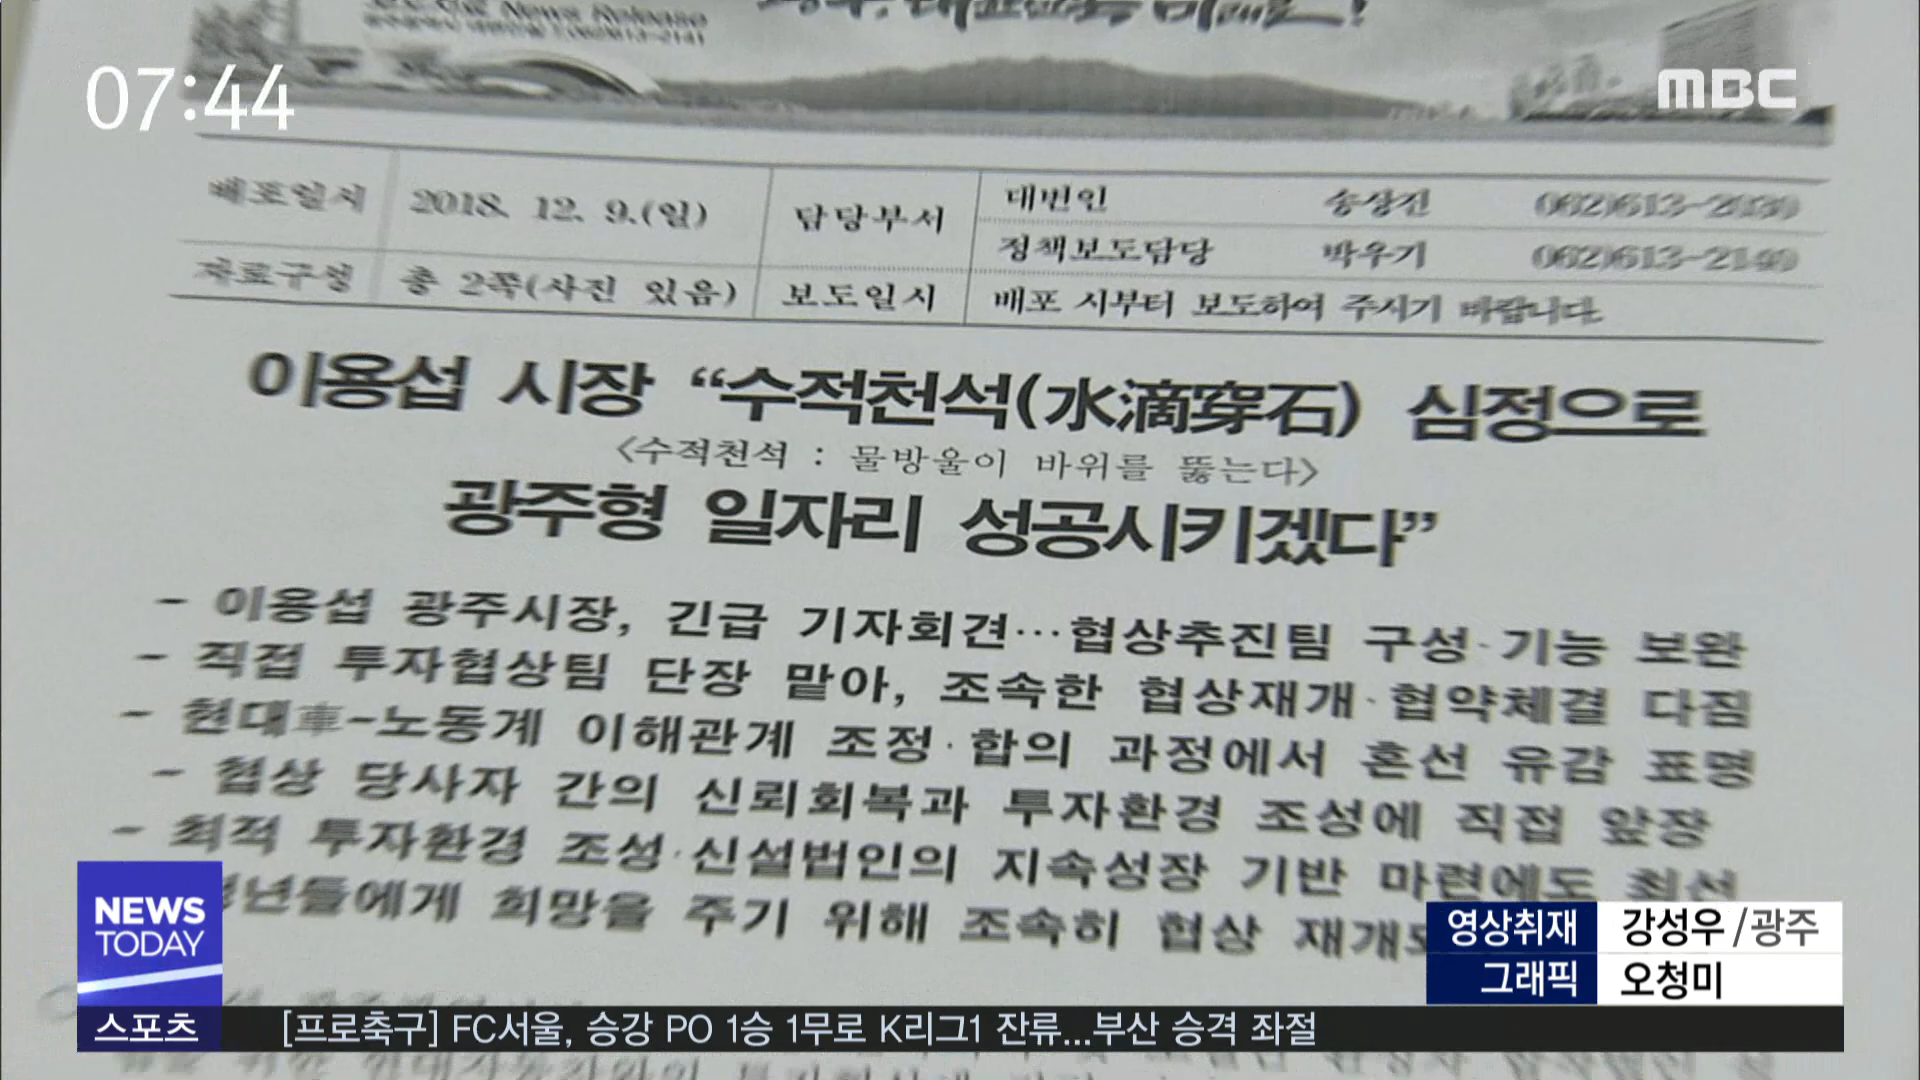 News Release
07:44
MBC
배포일시 2018. 12. 9.(일) 담당부서 대변인 송상진 062)613-
정책보도담당 박우기 062)613-2140
자료구성 총 2쪽(사진 있음) 보도일시 배포 시부터 보도하여 주시기 바랍니다.
이용섭 시장 “수적천석(水滴穿石) 심정으로
<수적천석 : 물방울이 바위를 뚫는다>
광주형 일자리 성공시키겠다”
- 이용섭 광주시장, 긴급 기자회견…협상추진팀 구성·기능 보완
- 직접 투자협상팀 단장 맡아, 조속한 협상재개·협약체결 다짐
- 현대車-노동계 이해관계 조정·합의 과정에서 혼선 유감 표명
- 협상 당사자 간의 신뢰회복과 투자환경 조성에 직접 앞장
- 최적 투자환경 조성·신설법인의 지속성장 기반 마련에도 최선
희망을 주기 위해 조속히 협상
NEWS
TODAY
영상취재 강성우/광주
그래픽 오청미
스포츠 [프로축구] FC서울, 승강 PO 1승 1무로 K리그1 잔류...부산 승격 좌절